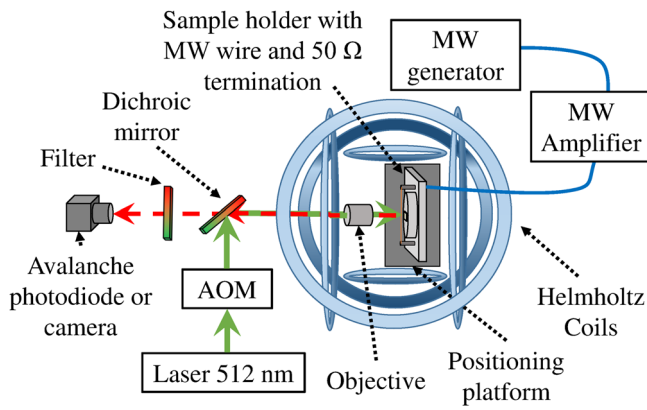 Sample holder with
MW wire and 50 Ω
termination
MW
generator
MW
Amplifier
Dichroic
mirror
Filter
Avalanche
photodiode or
camera
AOM
Laser 512 nm
Objective
Positioning
platform
Helmholtz
Coils